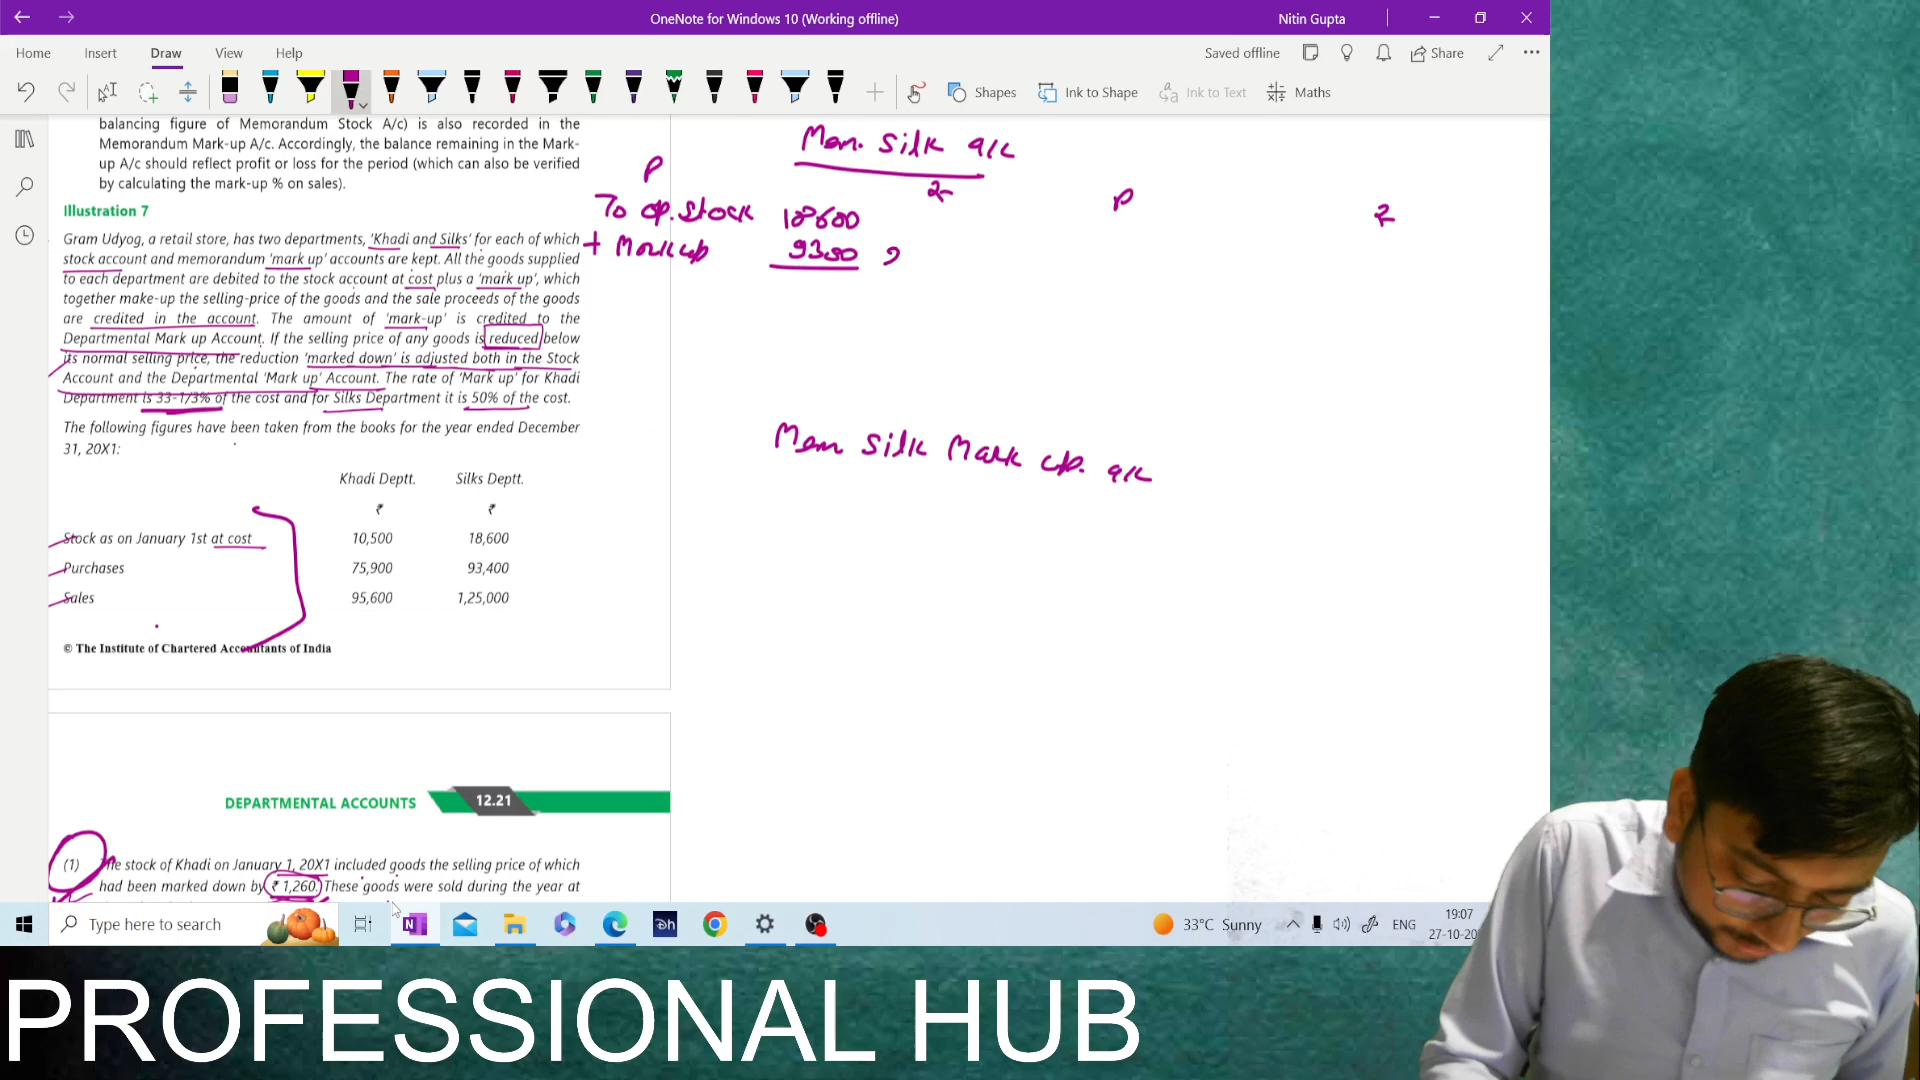 OneNote for Windows 10 (Working offline)
Nitin Gupta
Home Insert Draw View Help
Saved offline
Share
Shapes
Ink to Shape
Ink to Text
Maths
balancing figure of Memorandum Stock A/c) is also recorded in the
Memorandum Mark-up A/c. Accordingly, the balance remaining in the Mark-
up A/c should reflect profit or loss for the period (which can also be verified
by calculating the mark-up % on sales).
Illustration 7
Gram Udyog, a retail store, has two departments, 'Khadi and Silks' for each of which
stock account and memorandum 'mark up' accounts are kept. All the goods supplied
to each department are debited to the stock account at cost plus a 'mark up', which
together make-up the selling-price of the goods and the sale proceeds of the goods
are credited in the account. The amount of 'mark-up' is credited to the
Departmental Mark up Account. If the selling price of any goods is reduced below
its normal selling price, the reduction 'marked down' is adjusted both in the Stock
Account and the Departmental 'Mark up' Account. The rate of 'Mark up' for Khadi
Department is 33-1/3% of the cost and for Silks Department it is 50% of the cost.
The following figures have been taken from the books for the year ended December
31, 20X1:
Khadi Deptt. Silks Deptt.
₹ ₹
Stock as on January 1st at cost 10,500 18,600
Purchases 75,900 93,400
Sales 95,600 1,25,000
© The Institute of Chartered Accountants of India
DEPARTMENTAL ACCOUNTS 12.21
(1) The stock of Khadi on January 1, 20X1 included goods the selling price of which
had been marked down by ₹ 1,260. These goods were sold during the year at
Mem. Silk a/c
P
₹
P
₹
To op. Stock 18600
+ Mark up 9300
Mem Silk Mark up. a/c
Type here to search
33°C Sunny
ENG
19:07
27-10-20
PROFESSIONAL HUB